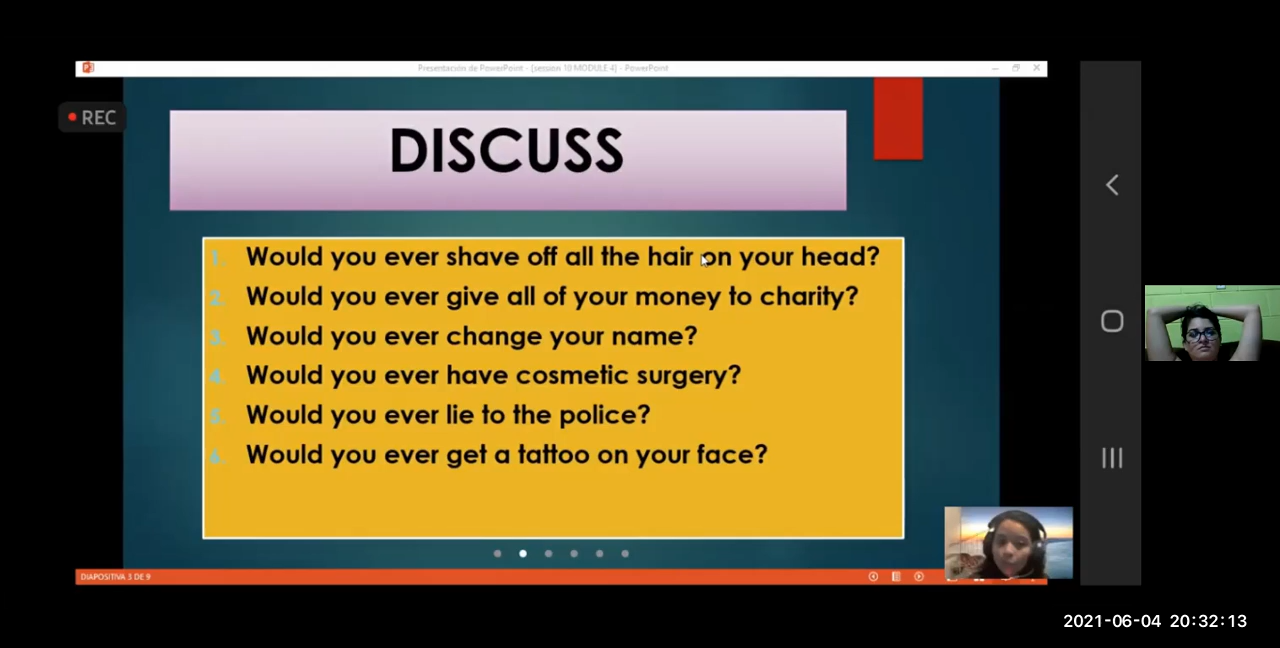 Presentación de PowerPoint - [session 10 MODULE 4] - PowerPoint
REC
DISCUSS
1. Would you ever shave off all the hair on your head?
2. Would you ever give all of your money to charity?
3. Would you ever change your name?
4. Would you ever have cosmetic surgery?
5. Would you ever lie to the police?
6. Would you ever get a tattoo on your face?
DIAPOSITIVA 3 DE 9
2021-06-04 20:32:13